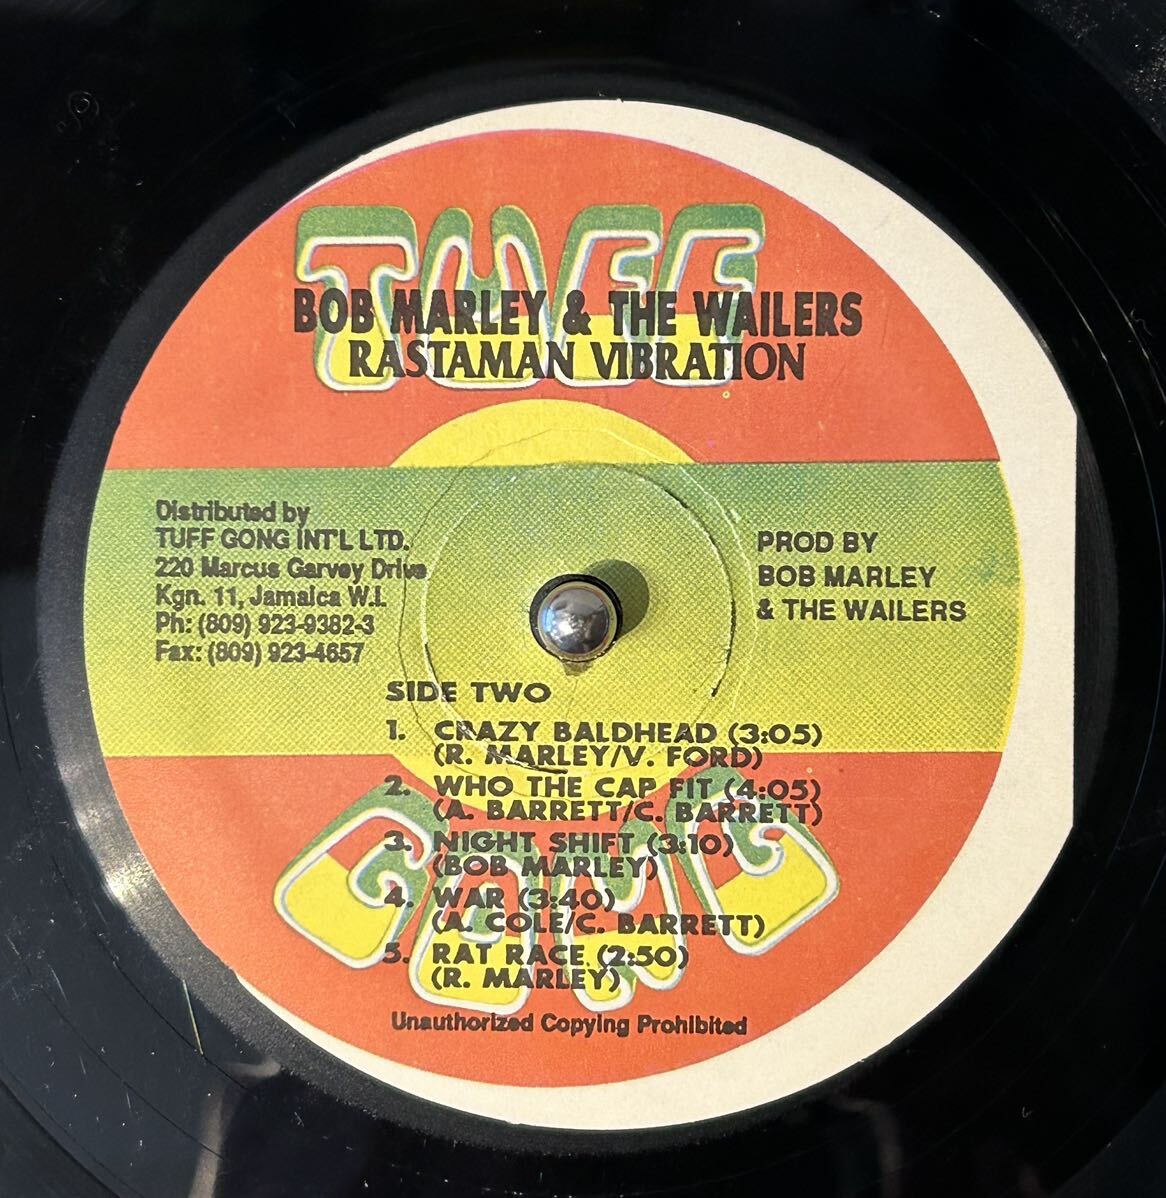 TUFF
BOB MARLEY & THE WAILERS
RASTAMAN VIBRATION
Distributed by
TUFF GONG INT'L LTD.
220 Marcus Garvey Drive
Kgn. 11, Jamaica W.I.
Ph: (809) 923-9382-3
Fax: (809) 923-4657
PROD BY
BOB MARLEY
& THE WAILERS
SIDE TWO
1. CRAZY BALDHEAD (3:05)
(R. MARLEY/V. FORD)
2. WHO THE CAP FIT (4:05)
(A. BARRETT/C. BARRETT)
3. NIGHT SHIFT (3:10)
(BOB MARLEY)
4. WAR (3:40)
(A. COLE/C. BARRETT)
5. RAT RACE (2:50)
(R. MARLEY)
GONG
Unauthorized Copying Prohibited